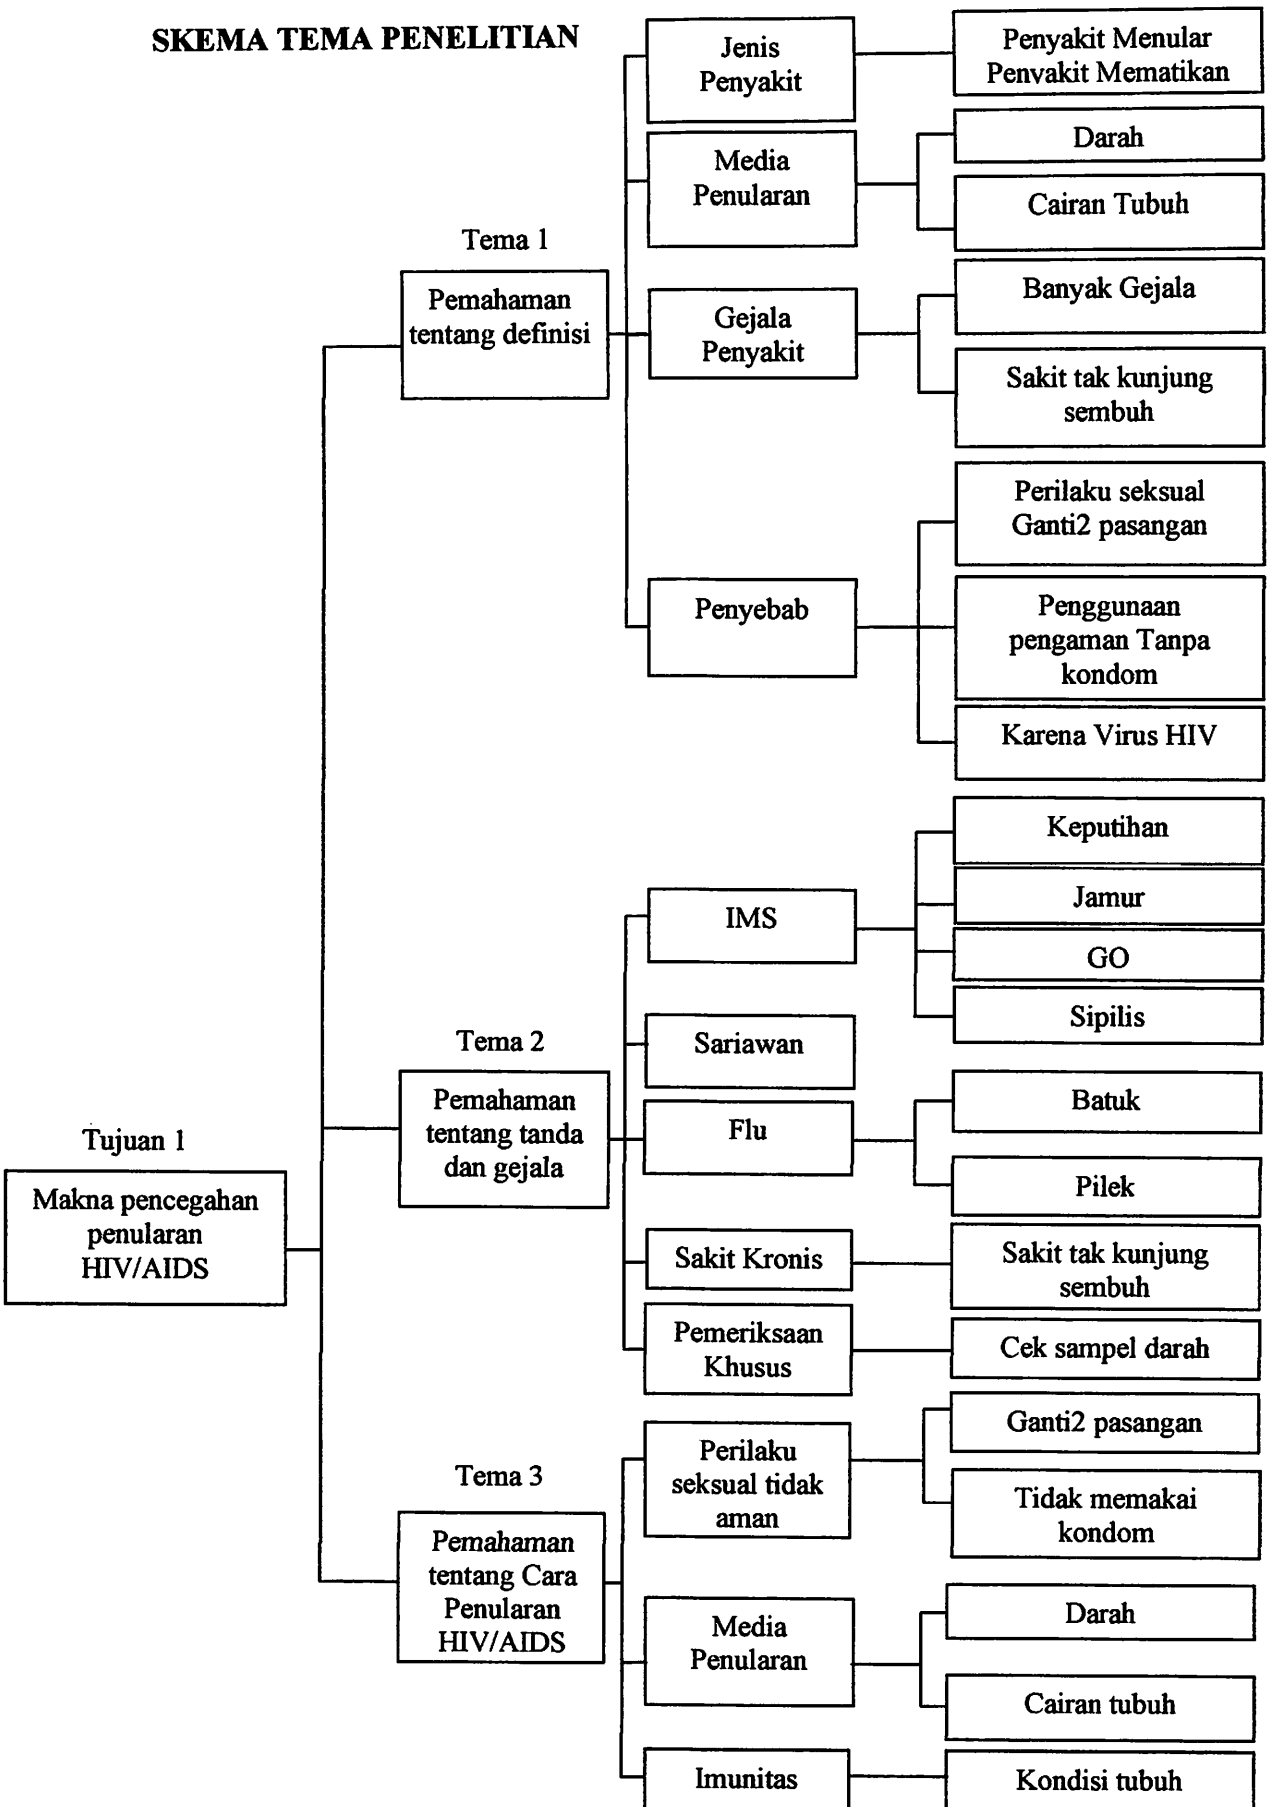 SKEMA TEMA PENELITIAN
Jenis
Penyakit
Penyakit Menular
Penvakit Mematikan
Media
Penularan
Darah
Cairan Tubuh
Tema 1
Pemahaman
tentang definisi
Gejala
Penyakit
Banyak Gejala
Sakit tak kunjung
sembuh
Penyebab
Perilaku seksual
Ganti2 pasangan
Penggunaan
pengaman Tanpa
kondom
Karena Virus HIV
IMS
Keputihan
Jamur
GO
Sipilis
Tema 2
Pemahaman
tentang tanda
dan gejala
Sariawan
Flu
Batuk
Pilek
Tujuan 1
Makna pencegahan
penularan
HIV/AIDS
Sakit Kronis
Sakit tak kunjung
sembuh
Pemeriksaan
Khusus
Cek sampel darah
Tema 3
Pemahaman
tentang Cara
Penularan
HIV/AIDS
Perilaku
seksual tidak
aman
Ganti2 pasangan
Tidak memakai
kondom
Media
Penularan
Darah
Cairan tubuh
Imunitas
Kondisi tubuh